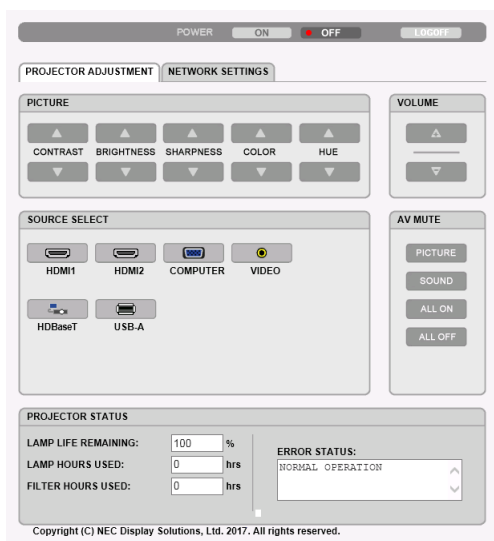 POWER ON OFF LOGOFF
PROJECTOR ADJUSTMENT NETWORK SETTINGS
PICTURE
CONTRAST BRIGHTNESS SHARPNESS COLOR HUE
VOLUME
SOURCE SELECT
HDMI1 HDMI2 COMPUTER VIDEO
HDBaseT USB-A
AV MUTE
PICTURE
SOUND
ALL ON
ALL OFF
PROJECTOR STATUS
LAMP LIFE REMAINING: 100 %
LAMP HOURS USED: 0 hrs
FILTER HOURS USED: 0 hrs
ERROR STATUS:
NORMAL OPERATION
Copyright (C) NEC Display Solutions, Ltd. 2017. All rights reserved.